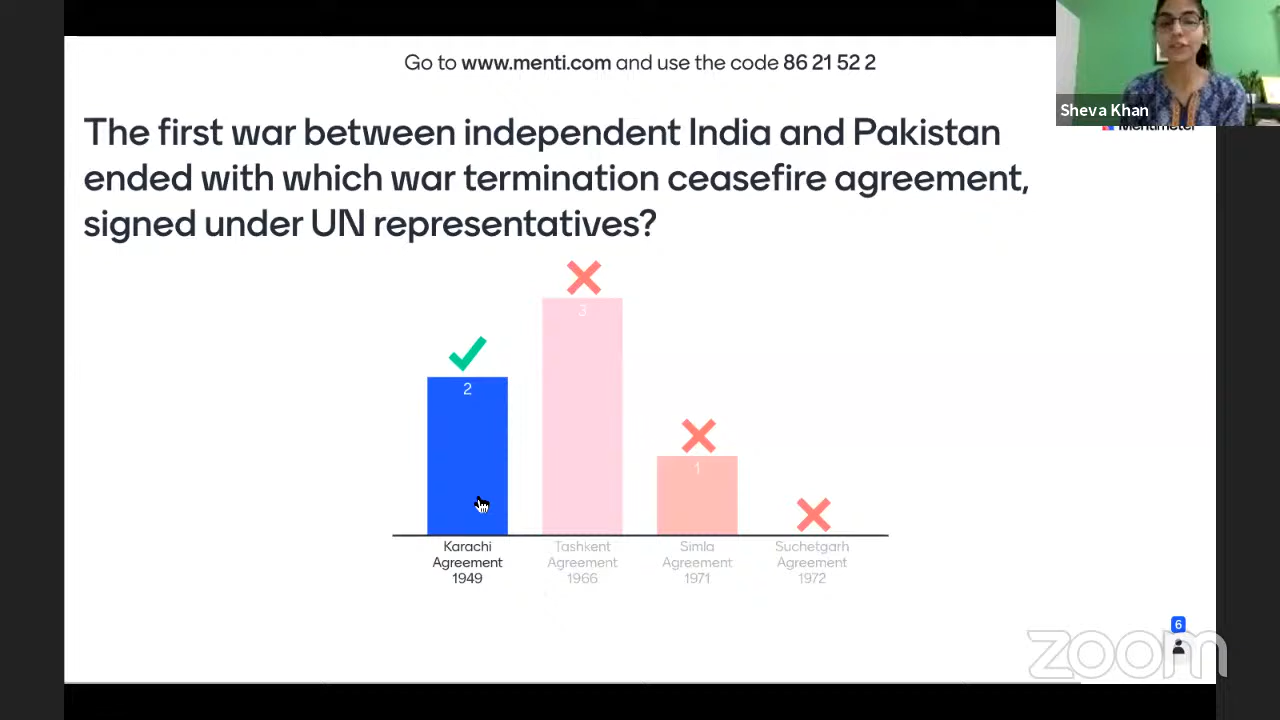 Go to www.menti.com and use the code 86 21 52 2
Sheva Khan
Mentimeter
The first war between independent India and Pakistan
ended with which war termination ceasefire agreement,
signed under UN representatives?
3
2
1
Karachi
Agreement
1949
Tashkent
Agreement
1966
Simla
Agreement
1971
Suchetgarh
Agreement
1972
6
zoom